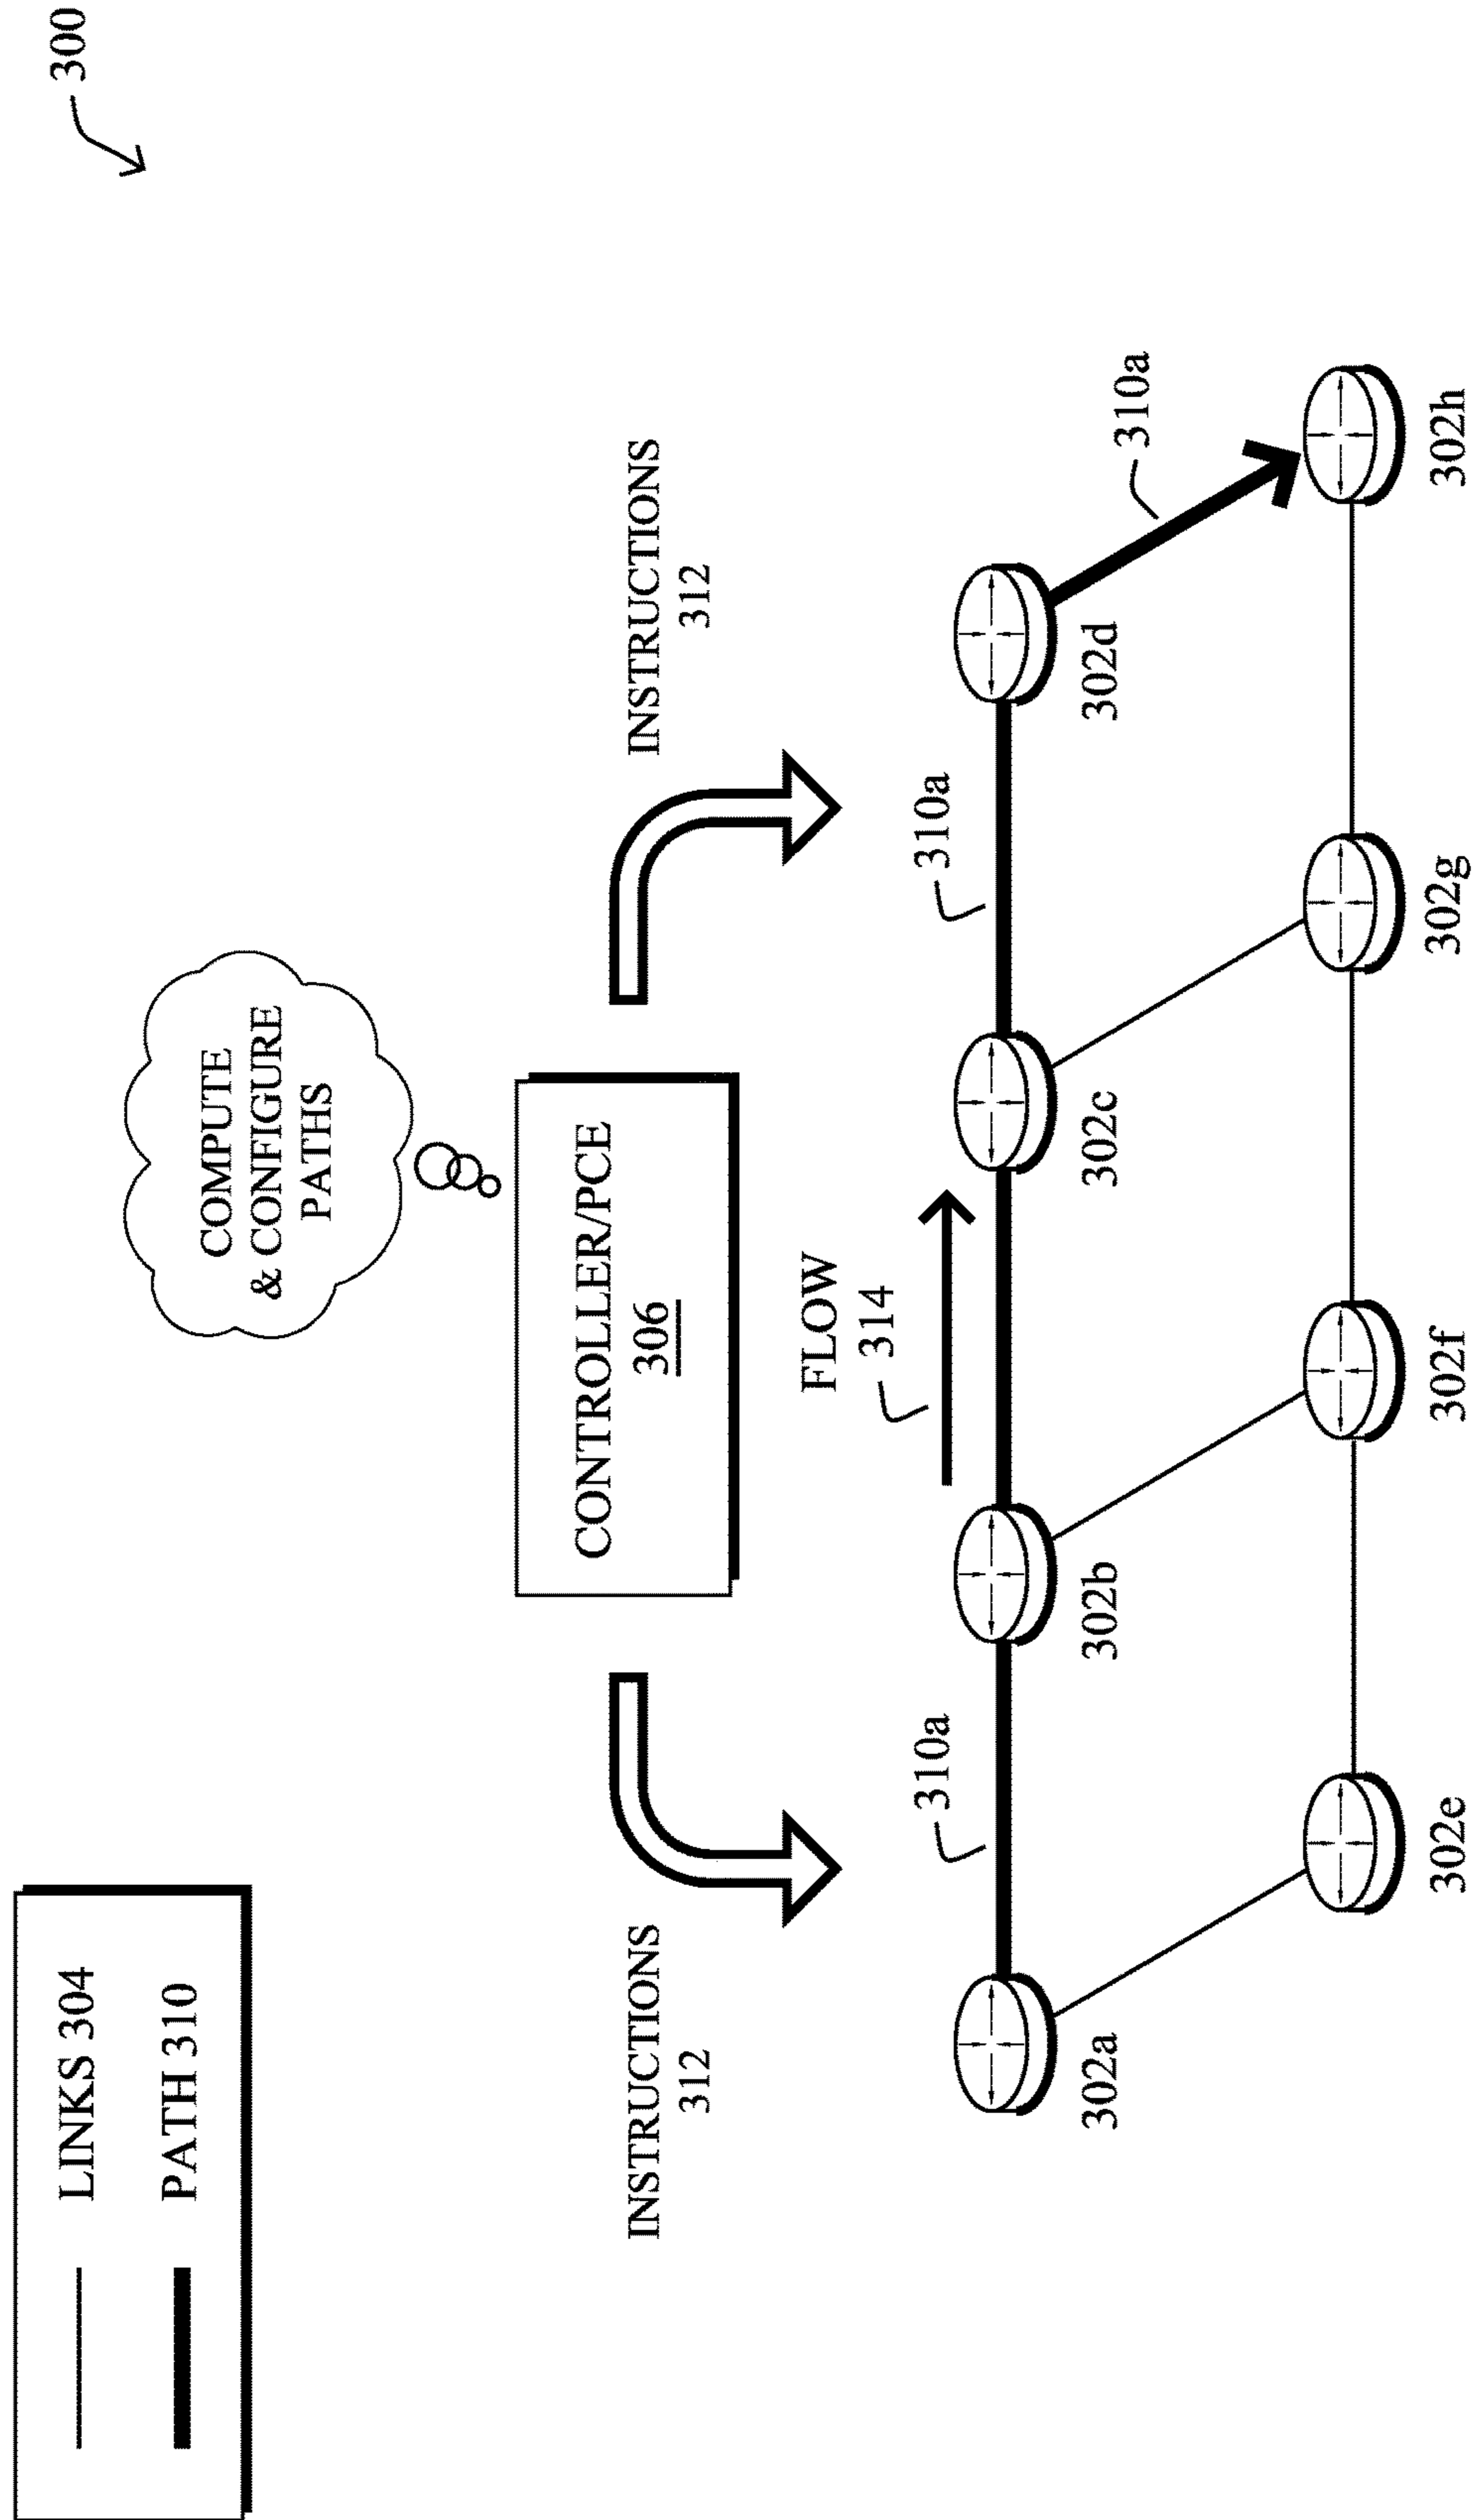 300
LINKS 304
PATH 310
COMPUTE
& CONFIGURE
PATHS
CONTROLLER/PCE
306
INSTRUCTIONS
312
INSTRUCTIONS
312
FLOW
314
310a
310a
310a
302a
302b
302c
302d
302e
302f
302g
302h